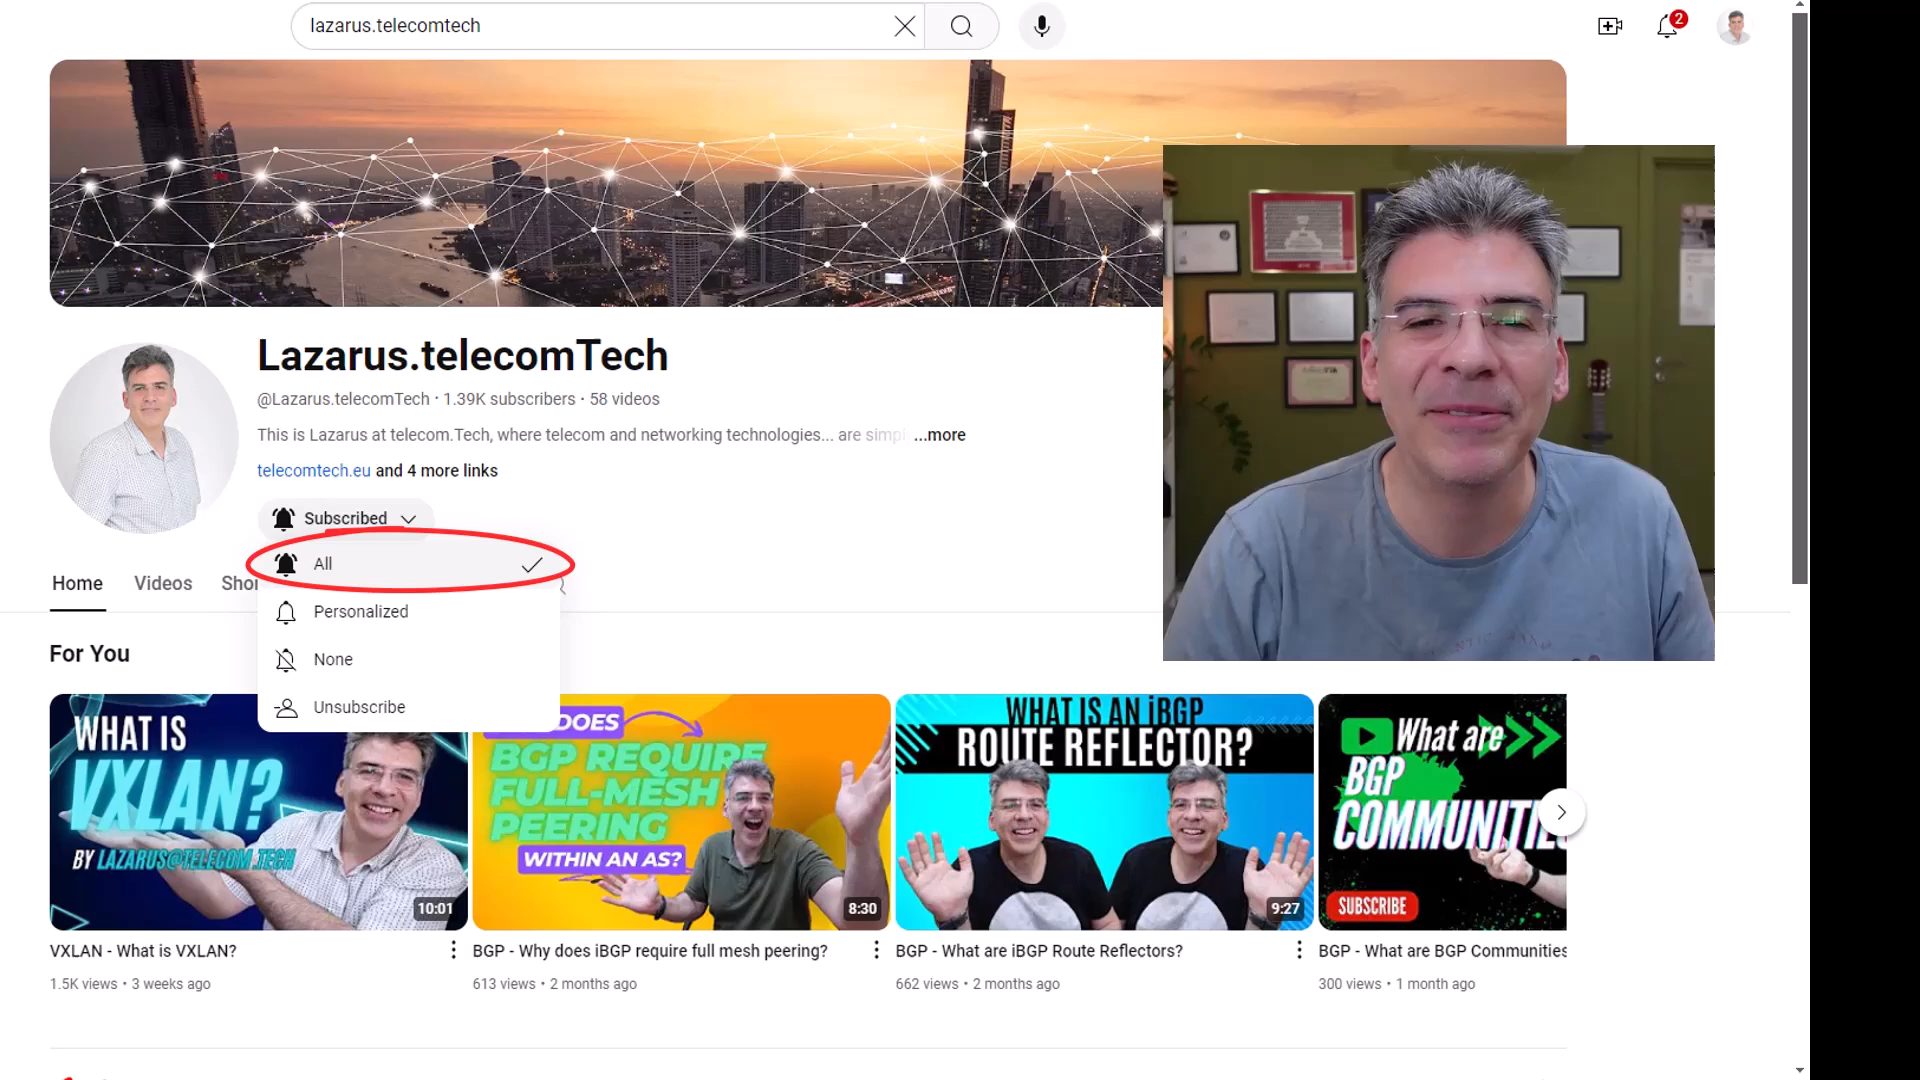 lazarus.telecomtech
2
Lazarus.telecomTech
@Lazarus.telecomTech · 1.39K subscribers · 58 videos
This is Lazarus at telecom.Tech, where telecom and networking technologies... are simpl ...more
telecomtech.eu and 4 more links
Subscribed
All
Personalized
None
Unsubscribe
Home Videos Shor
For You
WHAT IS
VXLAN?
BY LAZARUS@TELECOM.TECH
10:01
VXLAN - What is VXLAN?
1.5K views · 3 weeks ago
DOES
BGP REQUIRE
FULL-MESH
PEERING
WITHIN AN AS?
8:30
BGP - Why does iBGP require full mesh peering?
613 views · 2 months ago
WHAT IS AN iBGP
ROUTE REFLECTOR?
9:27
BGP - What are iBGP Route Reflectors?
662 views · 2 months ago
What are
BGP
COMMUNITIE
SUBSCRIBE
BGP - What are BGP Communities
300 views · 1 month ago